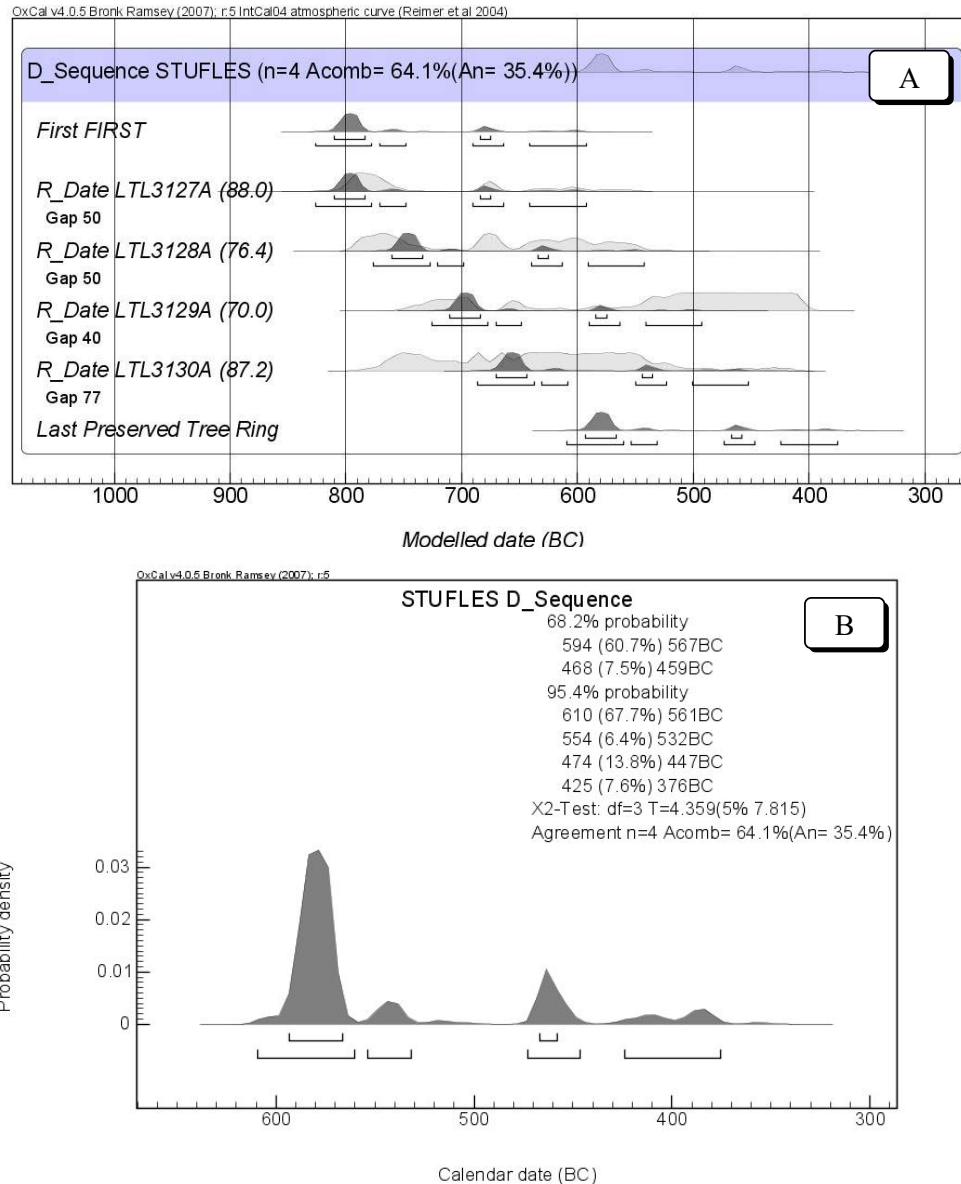 OxCal v4.0.5 Bronk Ramsey (2007); r:5 IntCal04 atmospheric curve (Reimer et al 2004)
D_Sequence STUFLES (n=4 Acomb= 64.1%(An= 35.4%))
A
First FIRST
R_Date LTL3127A (88.0)
Gap 50
R_Date LTL3128A (76.4)
Gap 50
R_Date LTL3129A (70.0)
Gap 40
R_Date LTL3130A (87.2)
Gap 77
Last Preserved Tree Ring
1000 900 800 700 600 500 400 300
Modelled date (BC)
OxCal v4.0.5 Bronk Ramsey (2007); r:5
STUFLES D_Sequence
B
68.2% probability
594 (60.7%) 567BC
468 (7.5%) 459BC
95.4% probability
610 (67.7%) 561BC
554 (6.4%) 532BC
474 (13.8%) 447BC
425 (7.6%) 376BC
X2-Test: df=3 T=4.359(5% 7.815)
Agreement n=4 Acomb= 64.1%(An= 35.4%)
Probability density
0.03
0.02
0.01
0
600 500 400 300
Calendar date (BC)